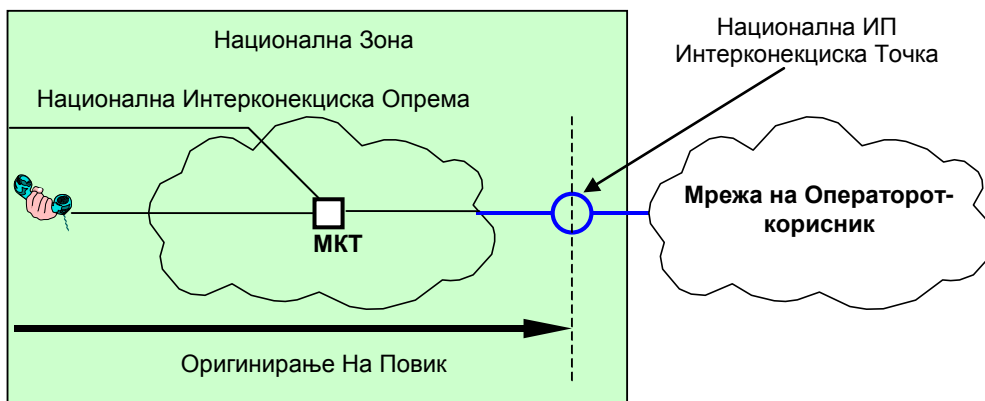 Национална Зона
Национална ИП
Интерконекциска Точка
Национална Интерконекциска Опрема
Мрежа на Операторот-
корисник
МКТ
Оригинирање На Повик